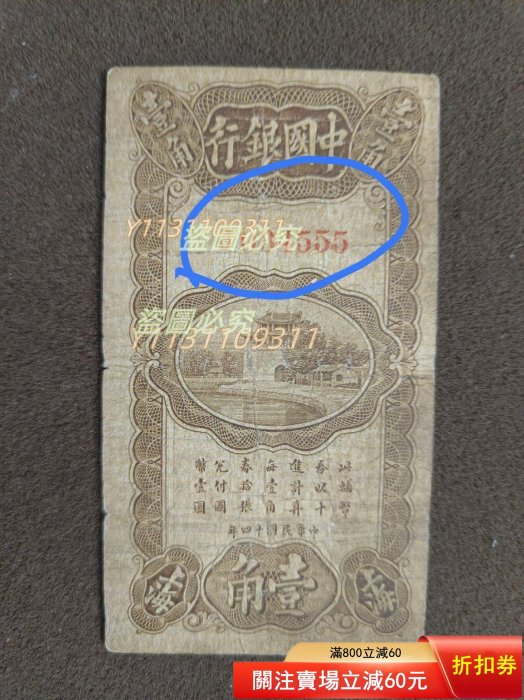 壹角
中國銀行
壹角
Y1131109311
盜圖必究
555
盜圖必究
Y1131109311
此輔幣
券以十
進計算
每壹角
券拾張
兌付國
幣壹圓
中華民國十四年
上海
壹角
上海
滿800立減60
關注賣場立減60元
折扣券